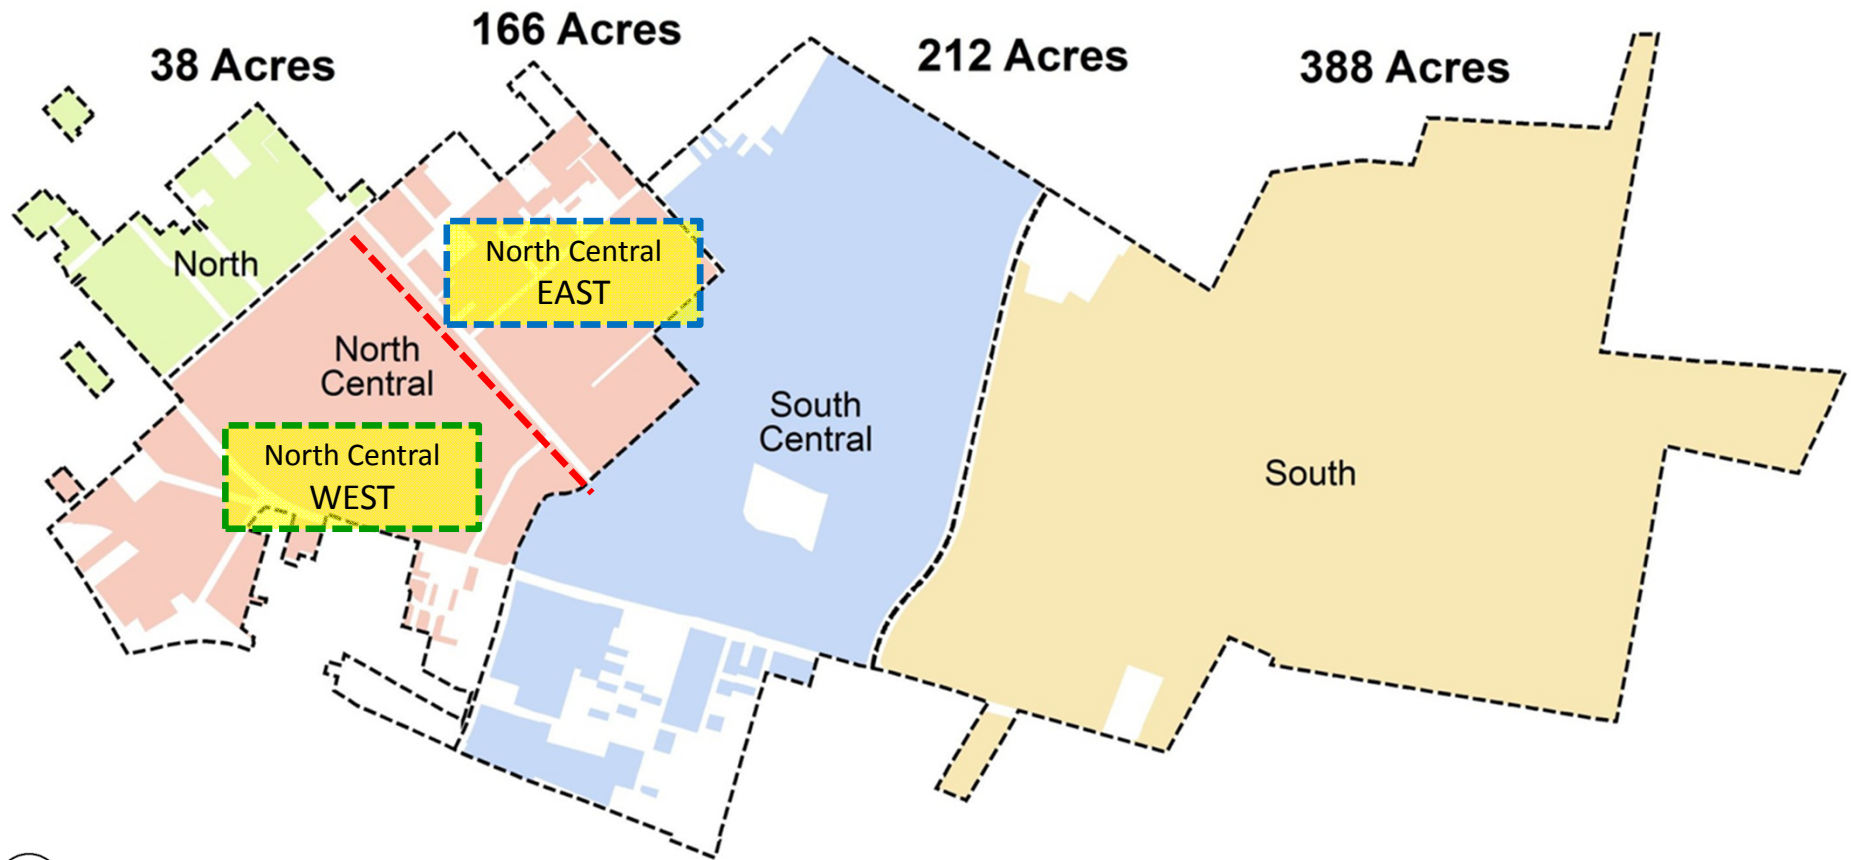 166 Acres
38 Acres
212 Acres
388 Acres
North
North Central
EAST
North
Central
North Central
WEST
South
Central
South